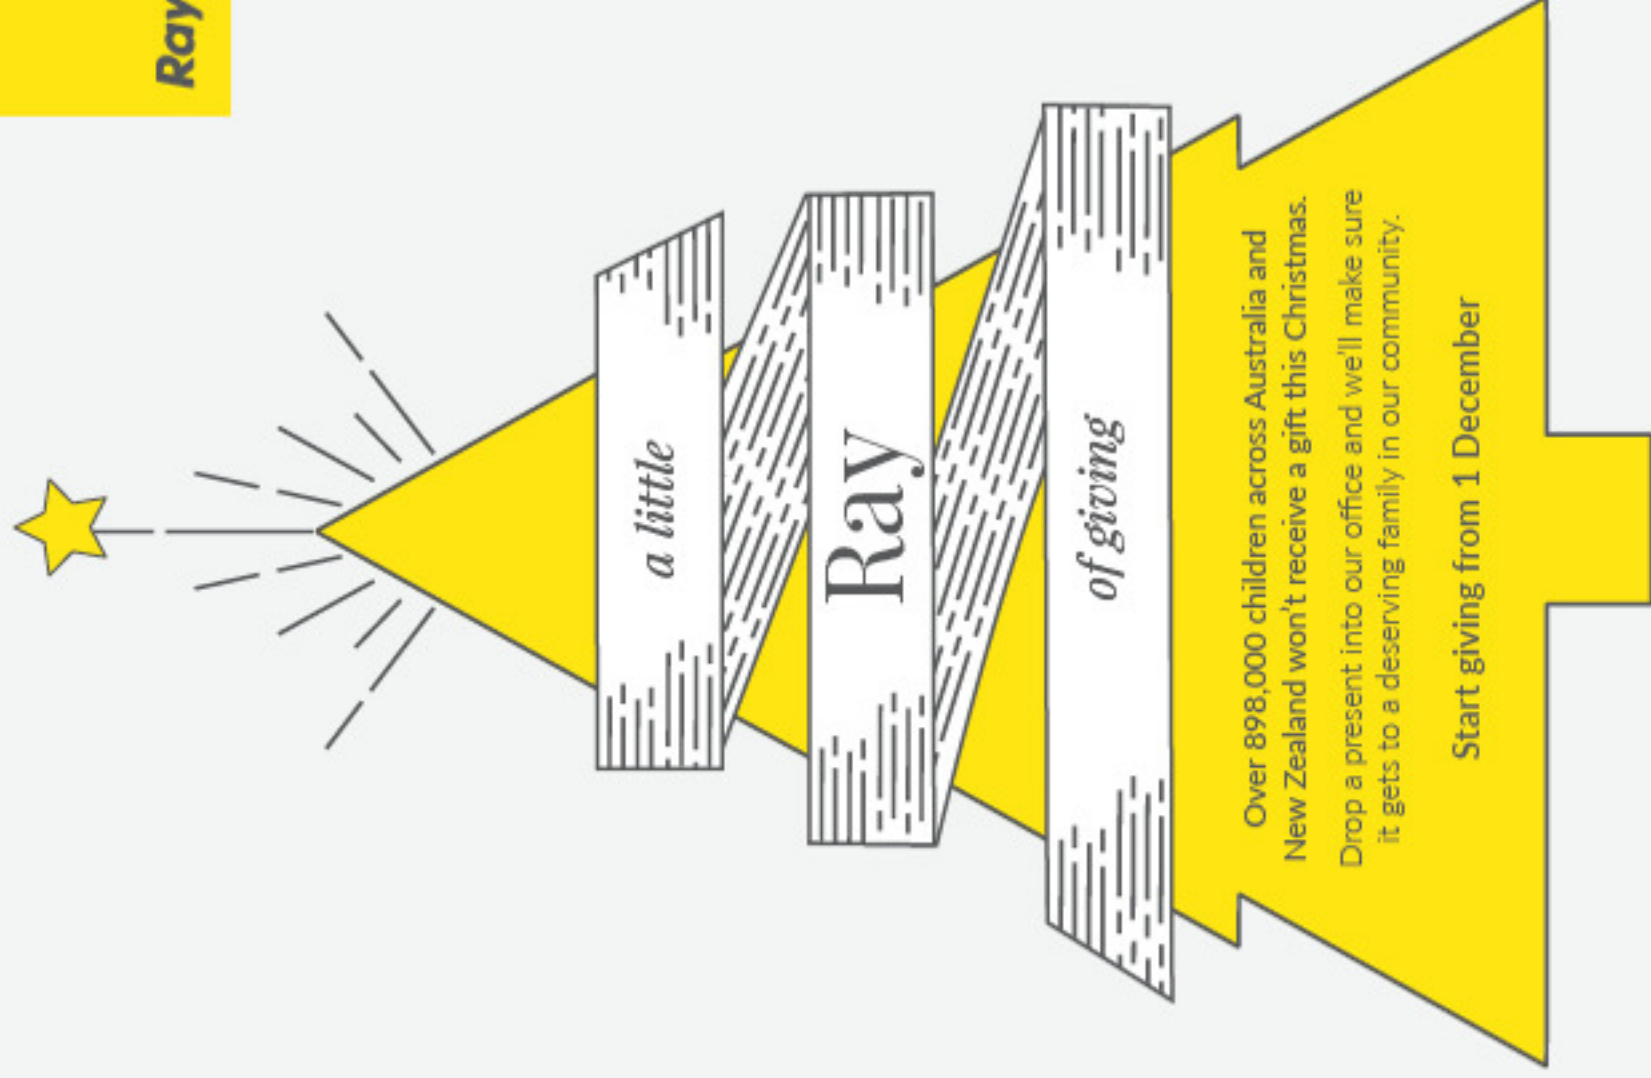 Ray
a little
Ray
of giving
Over 898,000 children across Australia and
New Zealand won't receive a gift this Christmas.
Drop a present into our office and we'll make sure
it gets to a deserving family in our community.
Start giving from 1 December